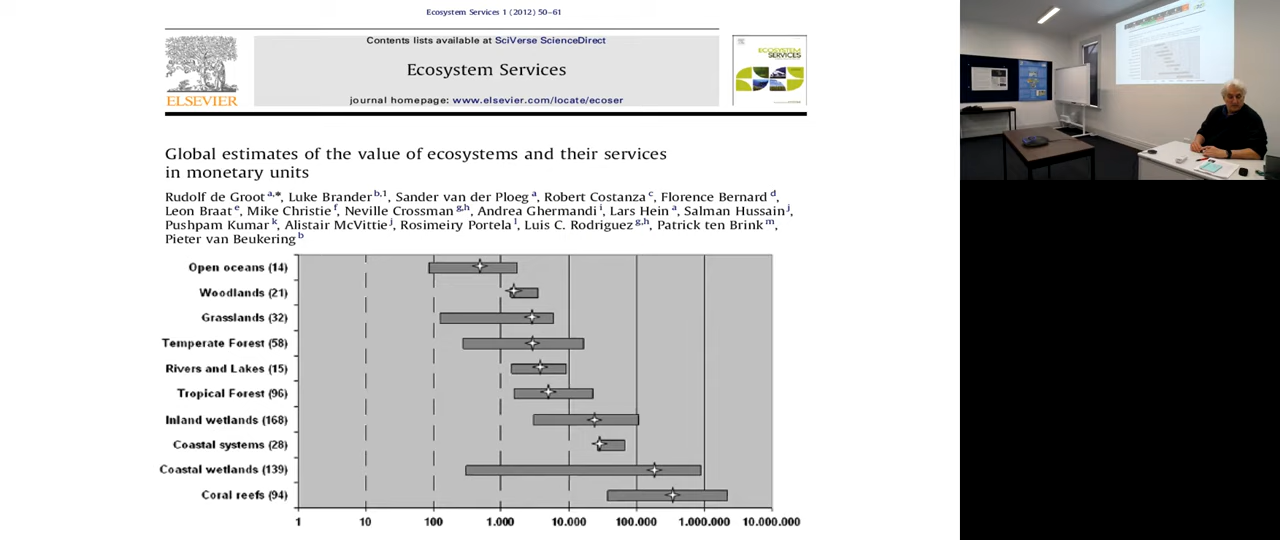 Ecosystem Services 1 (2012) 50–61
Contents lists available at SciVerse ScienceDirect
Ecosystem Services
journal homepage: www.elsevier.com/locate/ecoser
ELSEVIER
ECOSYSTEM
SERVICES
Global estimates of the value of ecosystems and their services
in monetary units
Rudolf de Groot a,*, Luke Brander b,1, Sander van der Ploeg a, Robert Costanza c, Florence Bernard d,
Leon Braat e, Mike Christie f, Neville Crossman g,h, Andrea Ghermandi i, Lars Hein a, Salman Hussain j,
Pushpam Kumar k, Alistair McVittie j, Rosimeiry Portela l, Luis C. Rodriguez g,h, Patrick ten Brink m,
Pieter van Beukering b
Open oceans (14)
Woodlands (21)
Grasslands (32)
Temperate Forest (58)
Rivers and Lakes (15)
Tropical Forest (96)
Inland wetlands (168)
Coastal systems (28)
Coastal wetlands (139)
Coral reefs (94)
1 10 100 1.000 10.000 100.000 1.000.000 10.000.000